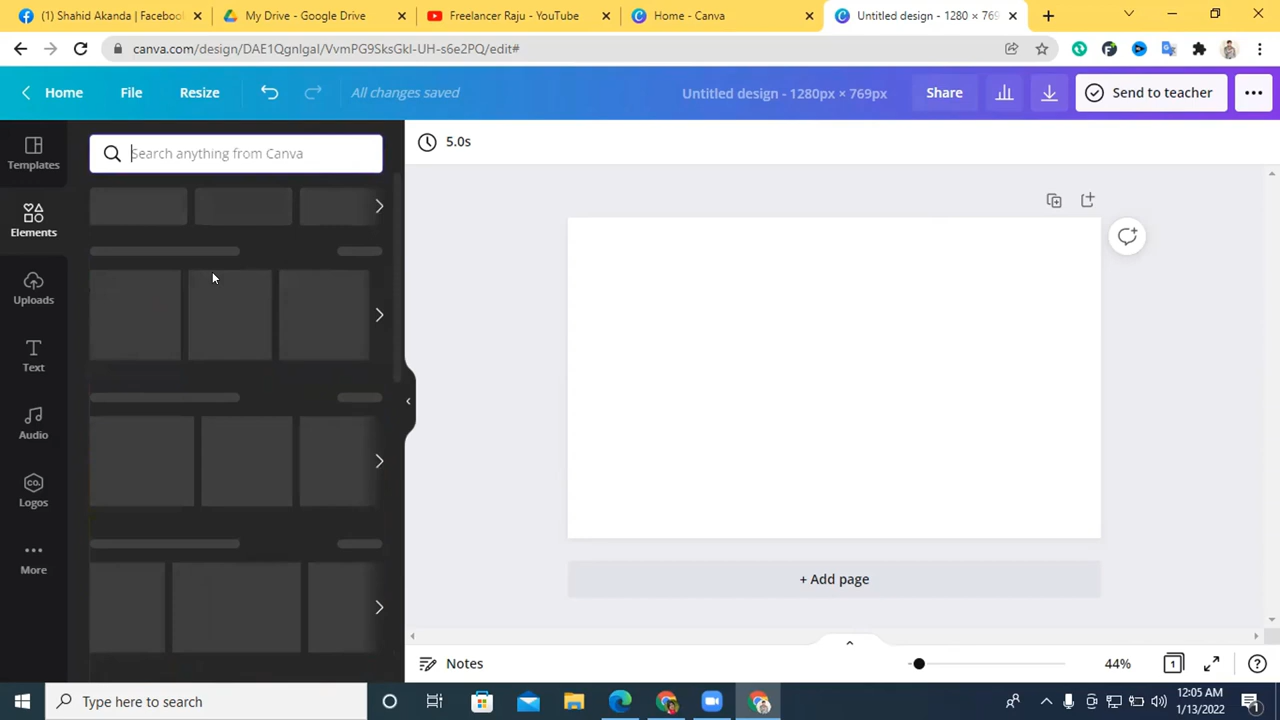 Shahid Akanda | Faceboo
My Drive - Google Drive
Freelancer Raju - YouTube
Home - Canva
Untitled design - 1280 × 769
canva.com/design/DAE1QgnIgaI/VvmPG9SksGkI-UH-s6e2PQ/edit#
Home
File
Resize
All changes saved
Untitled design - 1280px × 769px
Share
Send to teacher
Templates
Elements
Uploads
Text
Audio
CO.
Logos
More
Search anything from Canva
5.0s
+ Add page
Notes
44%
1
Type here to search
12:05 AM
1/13/2022
1